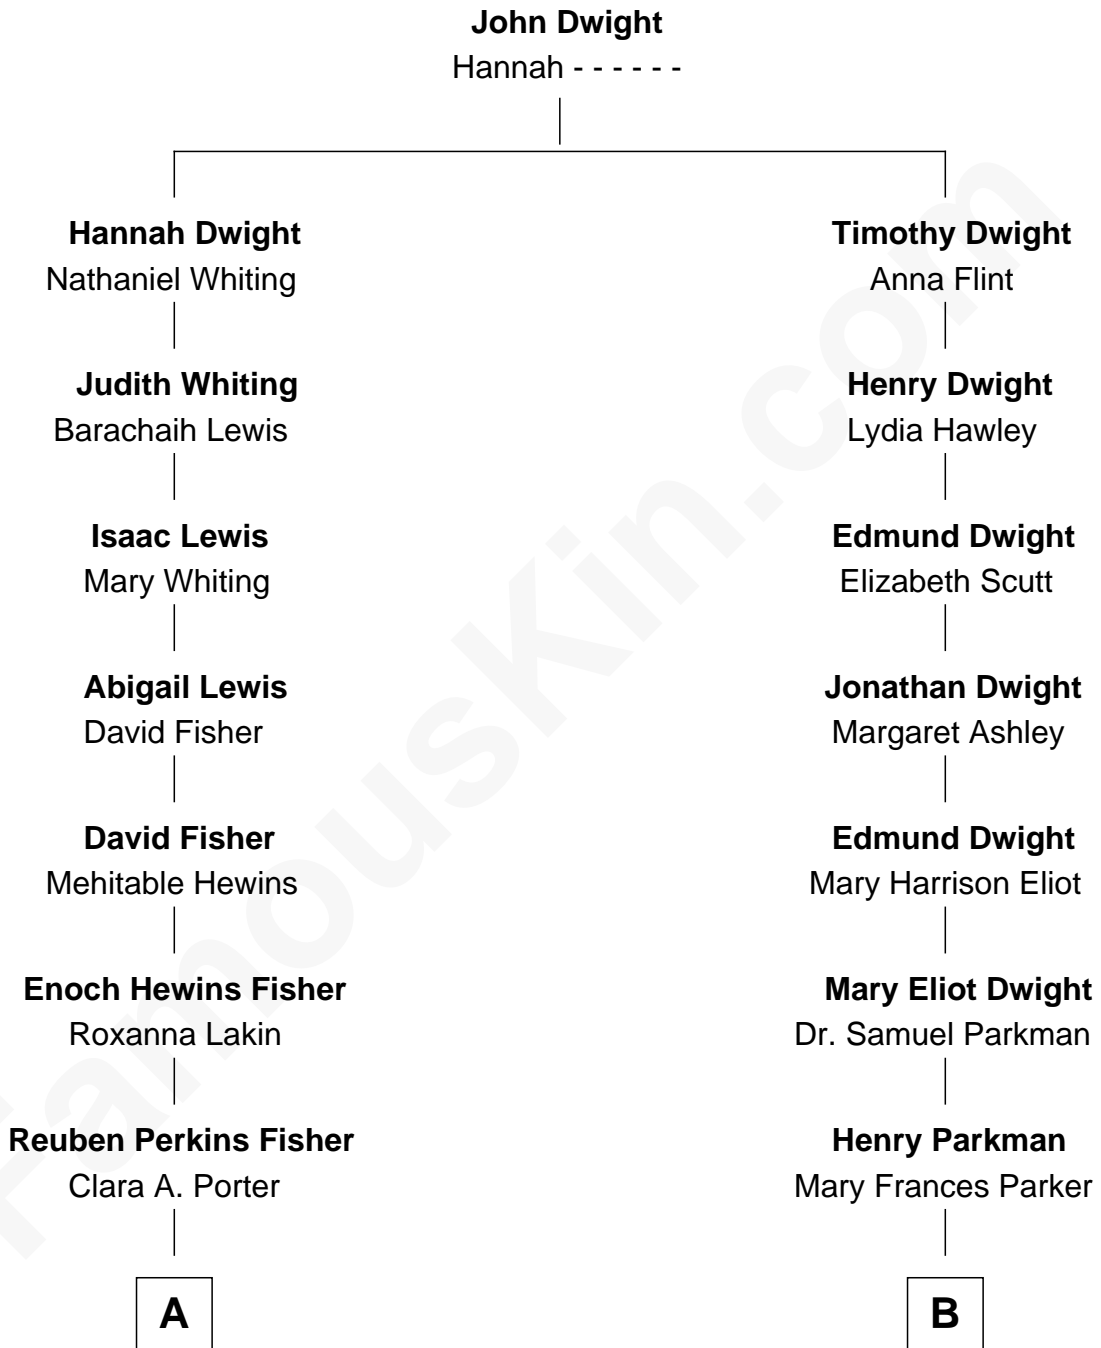 John Dwight
Hannah - - - - - -
Hannah Dwight
Nathaniel Whiting
Timothy Dwight
Anna Flint
Judith Whiting
Barachaih Lewis
Henry Dwight
Lydia Hawley
Isaac Lewis
Mary Whiting
Edmund Dwight
Elizabeth Scutt
Abigail Lewis
David Fisher
Jonathan Dwight
Margaret Ashley
David Fisher
Mehitable Hewins
Edmund Dwight
Mary Harrison Eliot
Enoch Hewins Fisher
Roxanna Lakin
Mary Eliot Dwight
Dr. Samuel Parkman
Reuben Perkins Fisher
Clara A. Porter
Henry Parkman
Mary Frances Parker
A
B
FamousKin.com